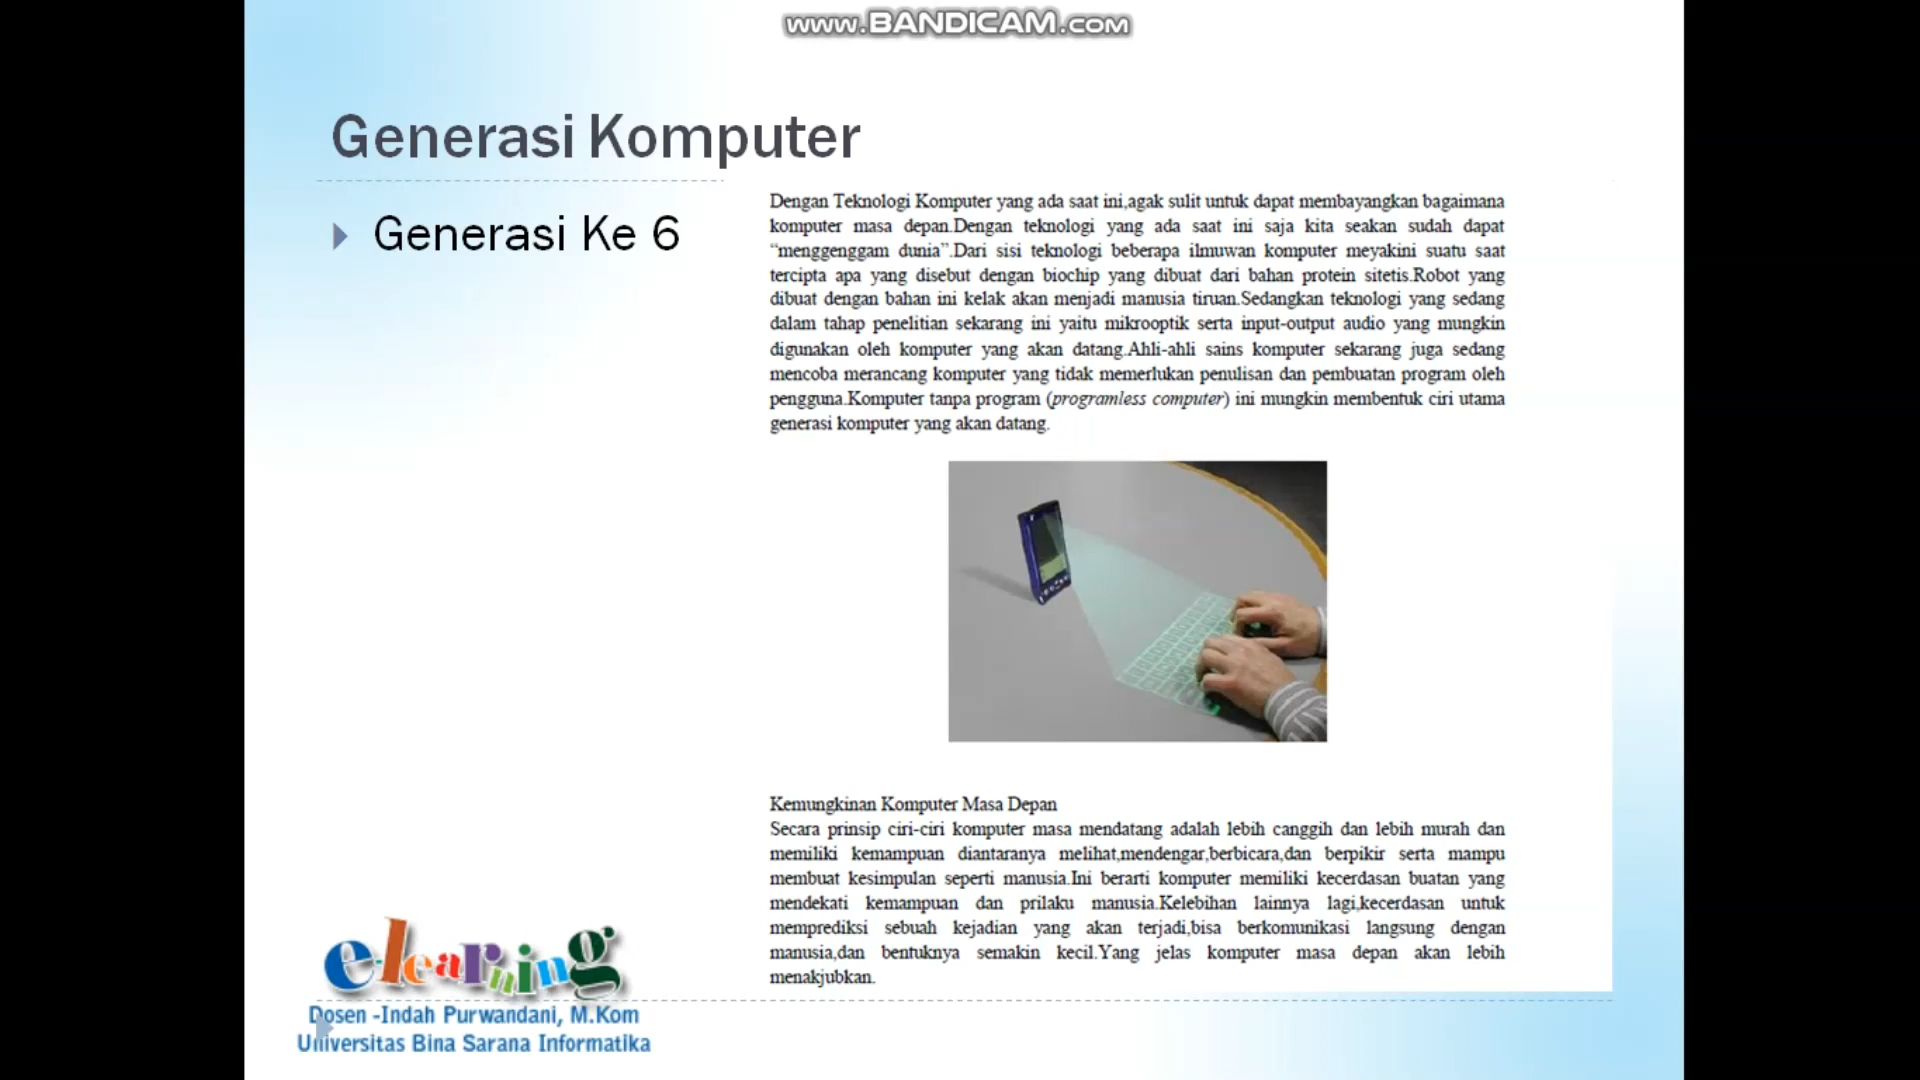 www.BANDICAM.com
Generasi Komputer
Generasi Ke 6
Dengan Teknologi Komputer yang ada saat ini,agak sulit untuk dapat membayangkan bagaimana
komputer masa depan.Dengan teknologi yang ada saat ini saja kita seakan sudah dapat
“menggenggam dunia”.Dari sisi teknologi beberapa ilmuwan komputer meyakini suatu saat
tercipta apa yang disebut dengan biochip yang dibuat dari bahan protein sitetis.Robot yang
dibuat dengan bahan ini kelak akan menjadi manusia tiruan.Sedangkan teknologi yang sedang
dalam tahap penelitian sekarang ini yaitu mikrooptik serta input-output audio yang mungkin
digunakan oleh komputer yang akan datang.Ahli-ahli sains komputer sekarang juga sedang
mencoba merancang komputer yang tidak memerlukan penulisan dan pembuatan program oleh
pengguna.Komputer tanpa program (programless computer) ini mungkin membentuk ciri utama
generasi komputer yang akan datang.
Kemungkinan Komputer Masa Depan
Secara prinsip ciri-ciri komputer masa mendatang adalah lebih canggih dan lebih murah dan
memiliki kemampuan diantaranya melihat,mendengar,berbicara,dan berpikir serta mampu
membuat kesimpulan seperti manusia.Ini berarti komputer memiliki kecerdasan buatan yang
mendekati kemampuan dan prilaku manusia.Kelebihan lainnya lagi,kecerdasan untuk
memprediksi sebuah kejadian yang akan terjadi,bisa berkomunikasi langsung dengan
manusia,dan bentuknya semakin kecil.Yang jelas komputer masa depan akan lebih
menakjubkan.
e-learning
Dosen -Indah Purwandani, M.Kom
Universitas Bina Sarana Informatika